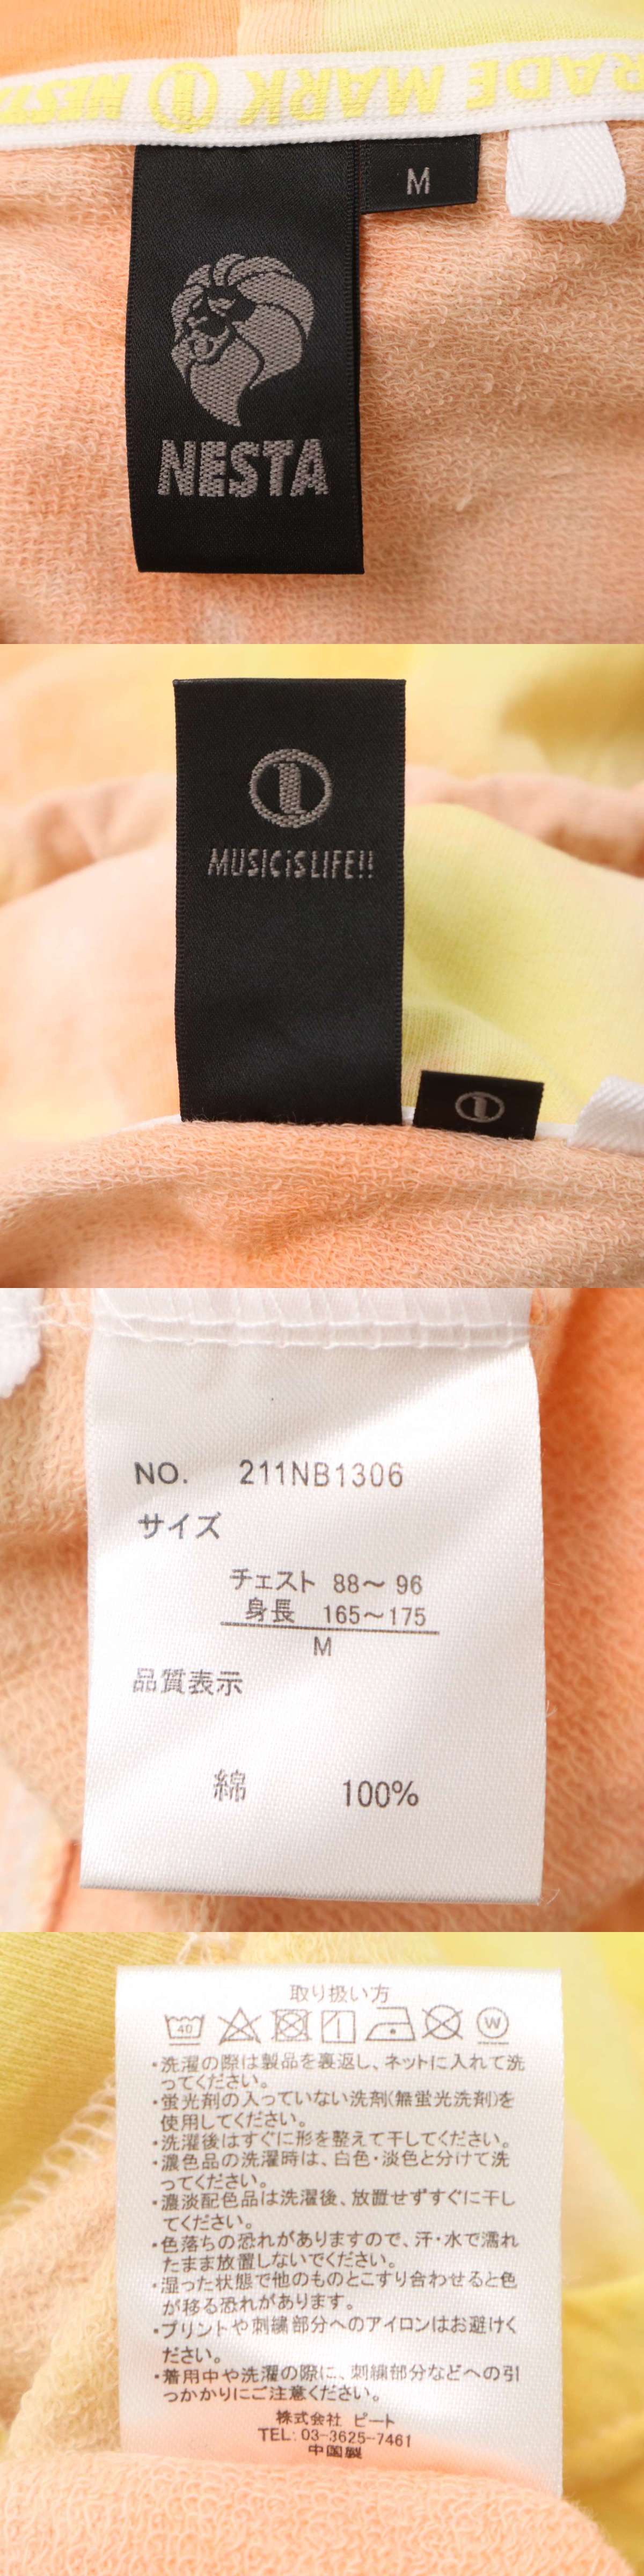 RADE MARK NESTA
M
NESTA
MUSICiSLIFE!!
NO. 211NB1306
サイズ
チェスト 88～96
身長 165～175
M
品質表示
綿 100%
取り扱い方
40 W
・洗濯の際は製品を裏返し、ネットに入れて洗
ってください。
・蛍光剤の入っていない洗剤(無蛍光洗剤)を
使用してください。
・洗濯後はすぐに形を整えて干してください。
・濃色品の洗濯時は、白色・淡色と分けて洗
ってください。
・濃淡配色品は洗濯後、放置せずすぐに干し
てください。
・色落ちの恐れがありますので、汗・水で濡れ
たまま放置しないでください。
・湿った状態で他のものとこすり合わせると色
が移る恐れがあります。
・プリントや刺繍部分へのアイロンはお避けく
ださい。
・着用中や洗濯の際に、刺繍部分などへの引
っかかりにご注意ください。
株式会社 ビート
TEL: 03-3625-7461
中国製